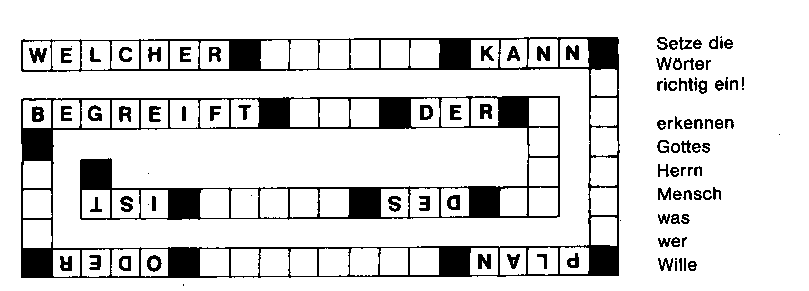 WELCHER KANN
BEGREIFT DER
IST DES
ODER PLAN
Setze die
Wörter
richtig ein!
erkennen
Gottes
Herrn
Mensch
was
wer
Wille